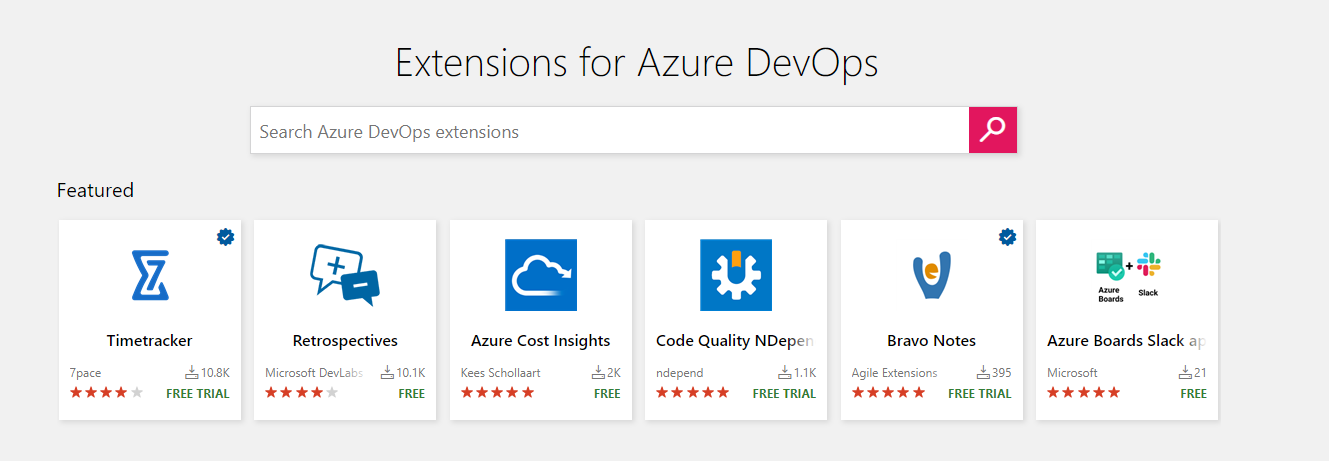 Extensions for Azure DevOps
Search Azure DevOps extensions
Featured
Timetracker
7pace 10.8K
FREE TRIAL
Retrospectives
Microsoft DevLabs 10.1K
FREE
Azure Cost Insights
Kees Schollaart 2K
FREE
Code Quality NDepen
ndepend 1.1K
FREE TRIAL
Bravo Notes
Agile Extensions 395
FREE TRIAL
Azure Boards + Slack
Azure Boards Slack ap
Microsoft 21
FREE